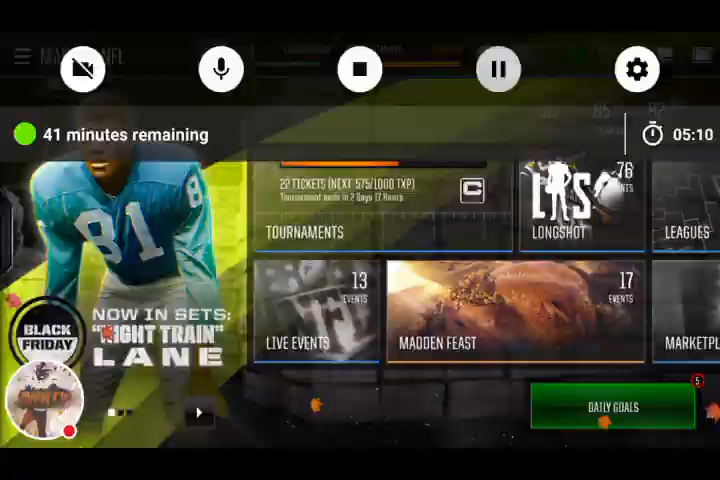 41 minutes remaining
05:10
81
8
76
22 TICKETS (NEXT 575/1000 TXP)
Tournament ends in 2 Days 17 Hours
C
TOURNAMENTS
LONGSHOT
LEAGUES
NOW IN SETS:
"NIGHT TRAIN"
LANE
BLACK
FRIDAY
13
EVENTS
LIVE EVENTS
17
EVENTS
MADDEN FEAST
MARKETPL
5
DAILY GOALS